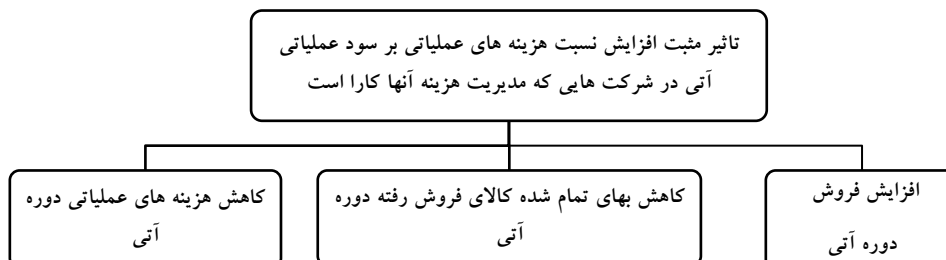 تاثیر مثبت افزایش نسبت هزینه های عملیاتی بر سود عملیاتی
آتی در شرکت هایی که مدیریت هزینه آنها کارا است
افزایش فروش
دوره آتی
کاهش بهای تمام شده کالای فروش رفته دوره
آتی
کاهش هزینه های عملیاتی دوره
آتی